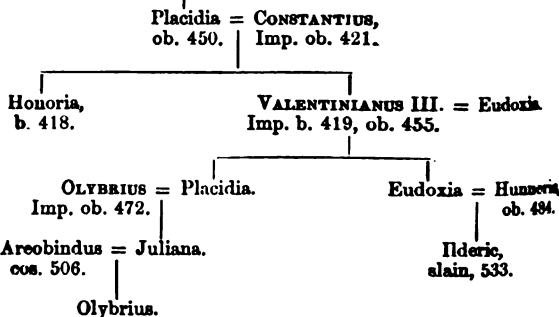 Placidia = CONSTANTIUS,
ob. 450. Imp. ob. 421.
Honoria, VALENTINIANUS III. = Eudoxia
b. 418. Imp. b. 419, ob. 455.
OLYBRIUS = Placidia. Eudoxia = Hunneric,
Imp. ob. 472. ob. 484.
Areobindus = Juliana. Ilderic,
cos. 506. slain, 533.
Olybrius.